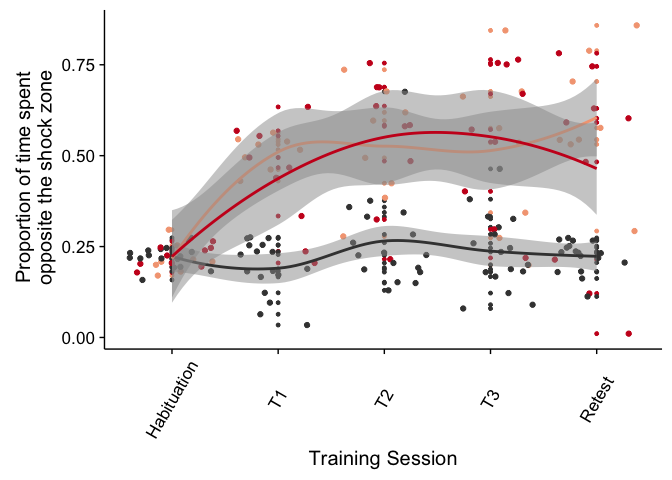 Proportion of time spent
opposite the shock zone
0.75
0.50
0.25
0.00
Habituation
T1
T2
T3
Retest
Training Session